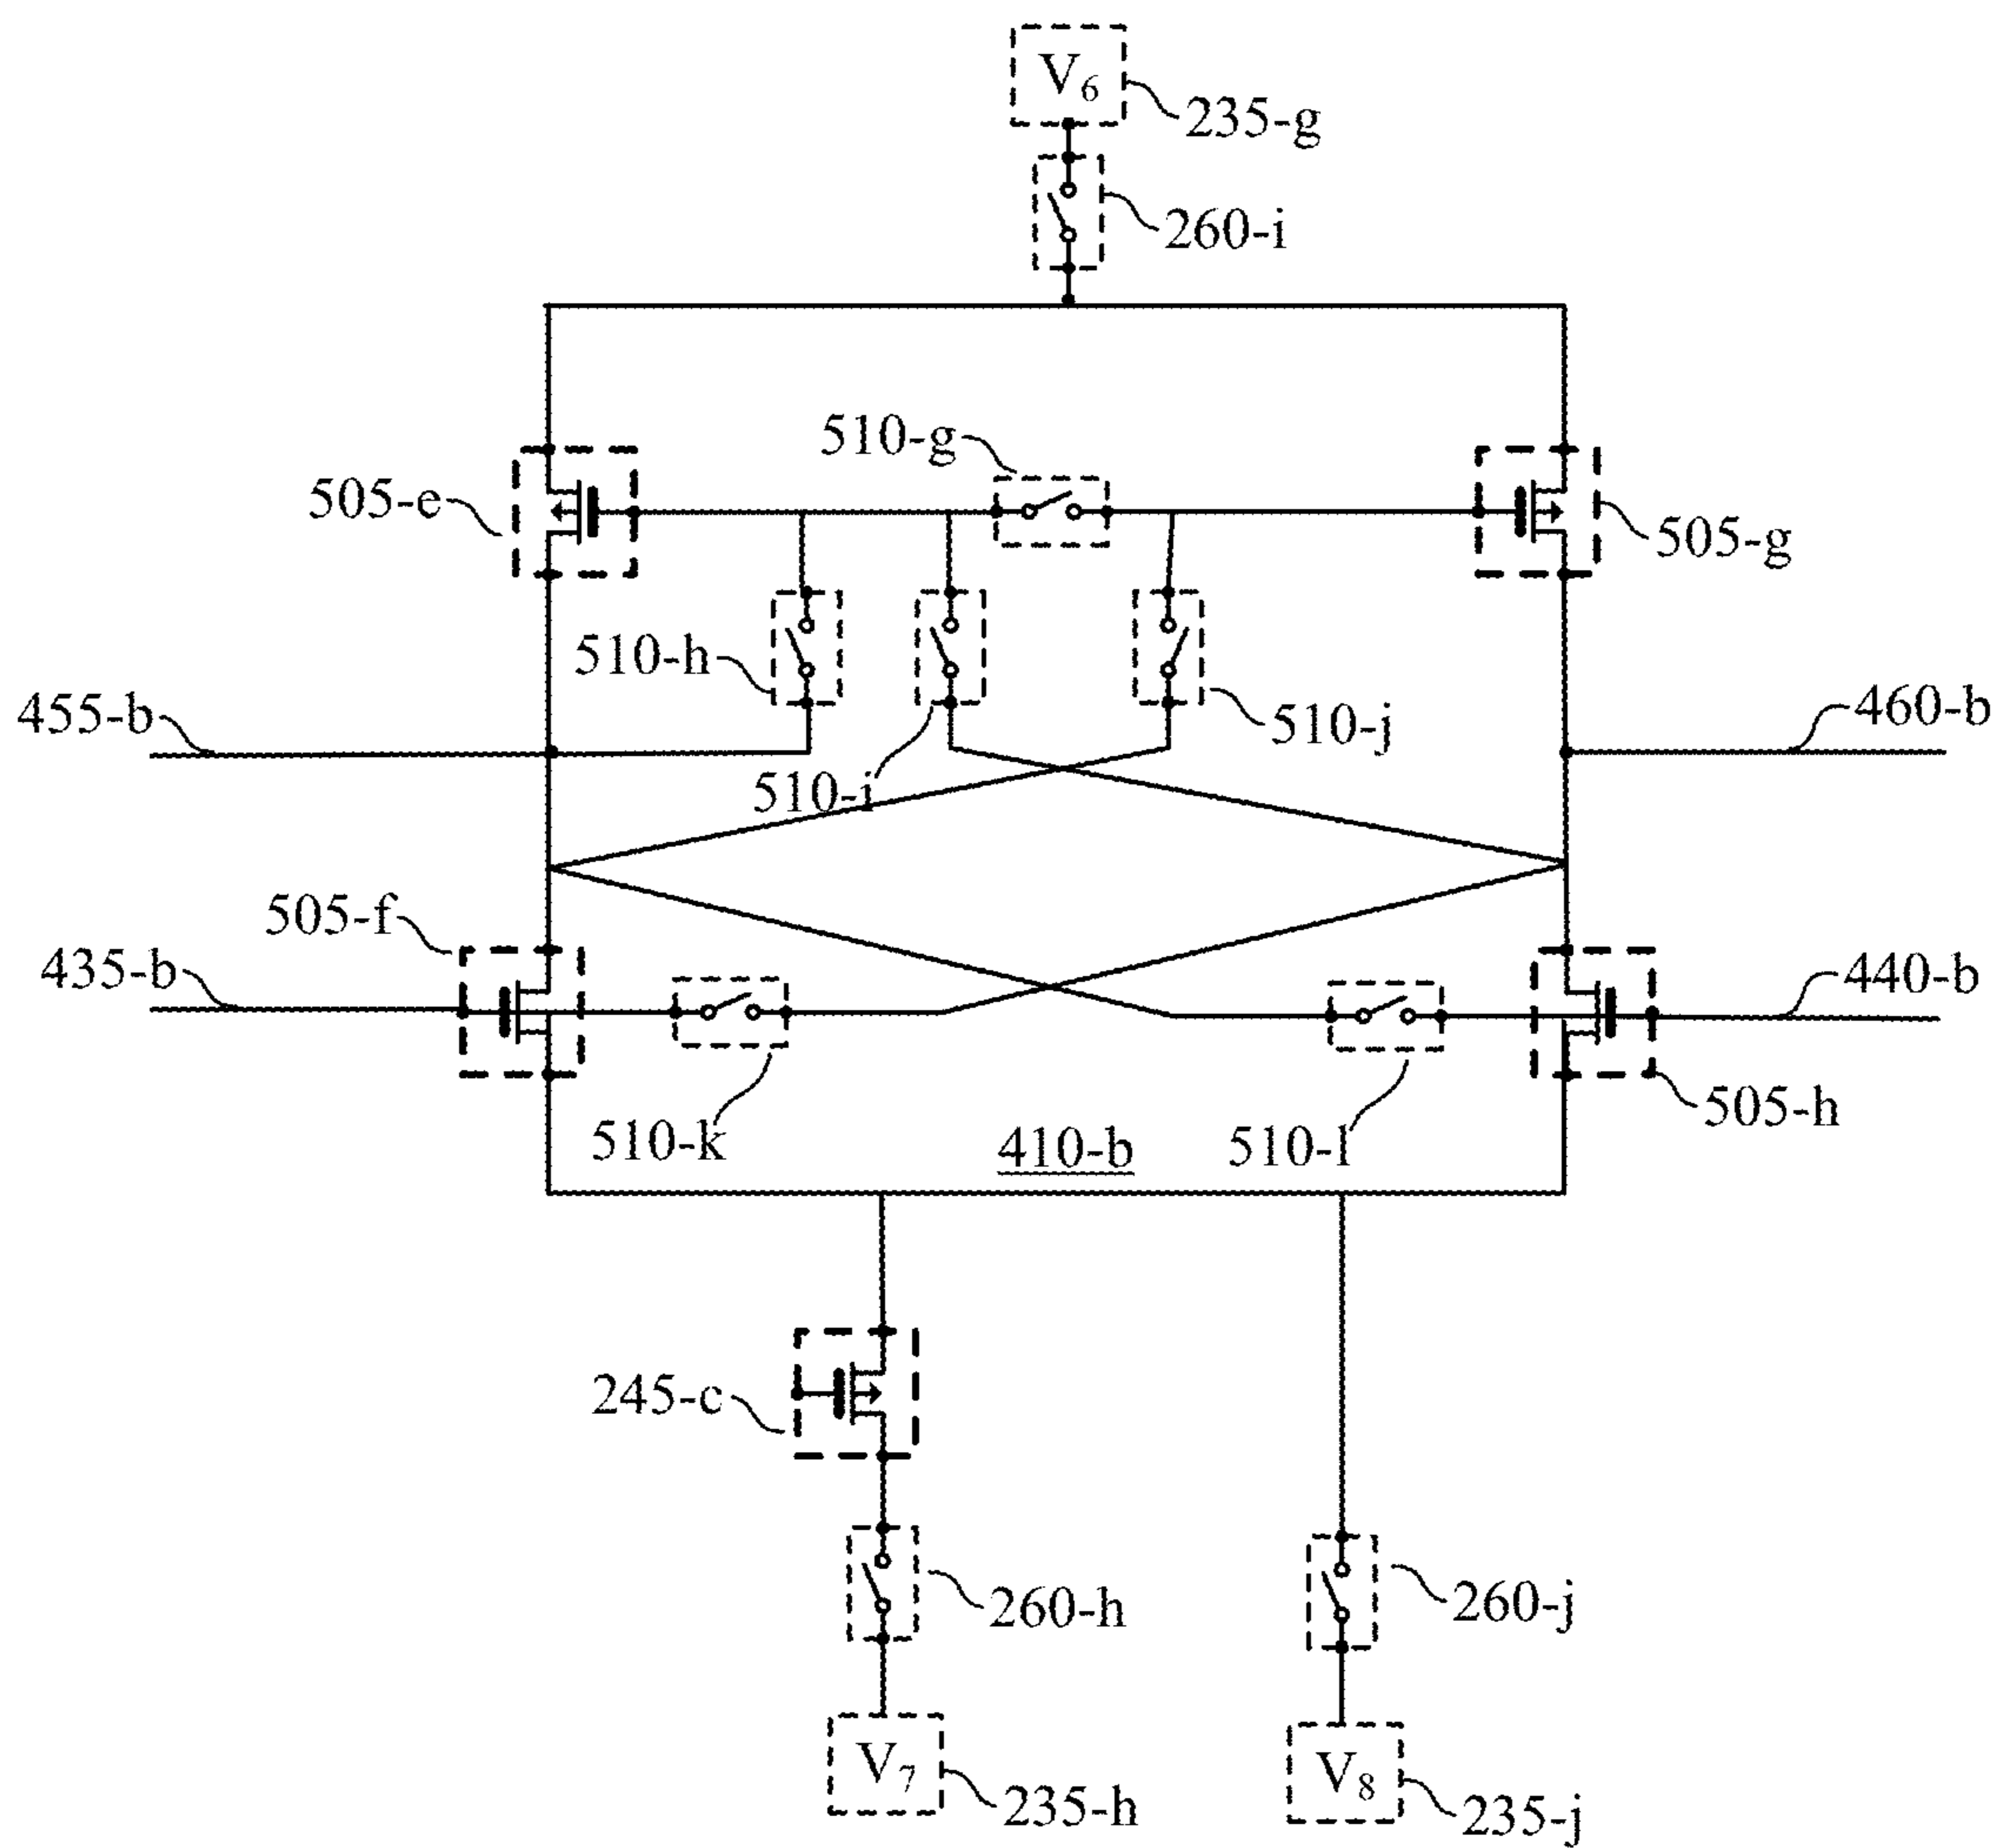 V₆
235-g
260-i
510-g
505-e
505-g
510-h
455-b
460-b
510-j
510-i
505-f
435-b
440-b
505-h
510-k
410-b
510-l
245-c
260-h
260-j
V₇
V₈
235-h
235-j